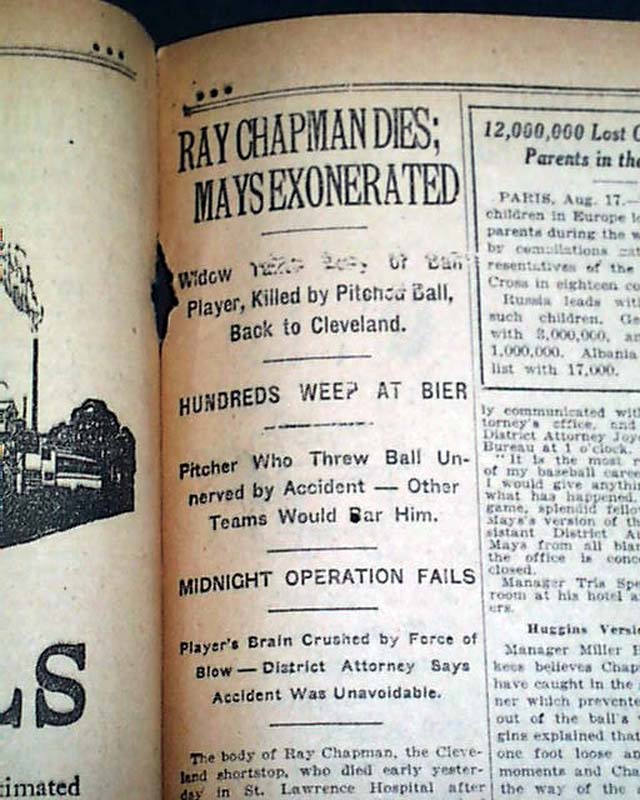 RAY CHAPMAN DIES;
MAYS EXONERATED
Widow Takes Body of Ball
Player, Killed by Pitched Ball,
Back to Cleveland.
HUNDREDS WEEP AT BIER
Pitcher Who Threw Ball Un-
nerved by Accident — Other
Teams Would Bar Him.
MIDNIGHT OPERATION FAILS
Player's Brain Crushed by Force of
Blow — District Attorney Says
Accident Was Unavoidable.
The body of Ray Chapman, the Cleve-
land shortstop, who died early yester-
day in St. Lawrence Hospital after
12,000,000 Lost
Parents in the
PARIS, Aug. 17.—
children in Europe
parents during the
by compilations
resentatives of the
Cross in eighteen
Russia leads
such children.
with 3,000,000,
1,000,000. Albania
list with 17,000.
ly communicated
torney's office, and
District Attorney
Bureau at 1 o'clock.
"It is the most
of my baseball
I would give
what has happened.
game, splendid
Mays's version of
sistant District
Mays from all
the office is
closed.
Manager Tris
room at his hotel
ers.
Huggins
Manager Miller
kees believes
have caught in the
ner which
out of the ball's
gins explained
one foot loose
moments and
the way of the
LS
timated